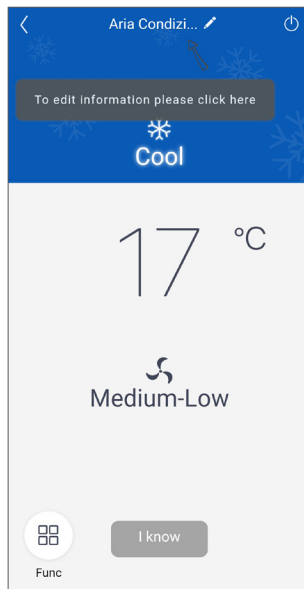 Aria Condizi...
To edit information please click here
Cool
17 °C
Medium-Low
I know
Func